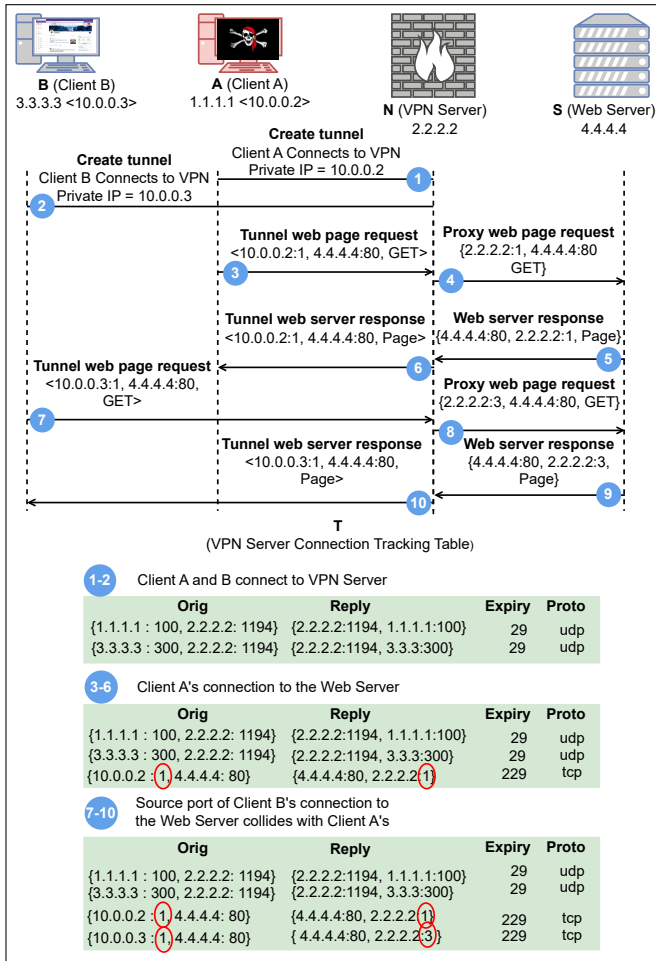 B (Client B)
3.3.3.3 <10.0.0.3>
A (Client A)
1.1.1.1 <10.0.0.2>
N (VPN Server)
2.2.2.2
S (Web Server)
4.4.4.4
Create tunnel
Client A Connects to VPN
Private IP = 10.0.0.2
1
Create tunnel
Client B Connects to VPN
Private IP = 10.0.0.3
2
Tunnel web page request
<10.0.0.2:1, 4.4.4.4:80, GET>
3
Proxy web page request
{2.2.2.2:1, 4.4.4.4:80
GET}
4
Web server response
{4.4.4.4:80, 2.2.2.2:1, Page}
5
Tunnel web server response
<10.0.0.2:1, 4.4.4.4:80, Page>
6
Tunnel web page request
<10.0.0.3:1, 4.4.4.4:80,
GET>
7
Proxy web page request
{2.2.2.2:3, 4.4.4.4:80, GET}
8
Web server response
{4.4.4.4:80, 2.2.2.2:3,
Page}
9
Tunnel web server response
<10.0.0.3:1, 4.4.4.4:80,
Page>
10
T
(VPN Server Connection Tracking Table)
1-2 Client A and B connect to VPN Server
Orig Reply Expiry Proto
{1.1.1.1 : 100, 2.2.2.2: 1194} {2.2.2.2:1194, 1.1.1.1:100} 29 udp
{3.3.3.3 : 300, 2.2.2.2: 1194} {2.2.2.2:1194, 3.3.3:300} 29 udp
3-6 Client A's connection to the Web Server
Orig Reply Expiry Proto
{1.1.1.1 : 100, 2.2.2.2: 1194} {2.2.2.2:1194, 1.1.1.1:100} 29 udp
{3.3.3.3 : 300, 2.2.2.2: 1194} {2.2.2.2:1194, 3.3.3:300} 29 udp
{10.0.0.2 : 1, 4.4.4.4: 80} {4.4.4.4:80, 2.2.2.2:1} 229 tcp
7-10 Source port of Client B's connection to
the Web Server collides with Client A's
Orig Reply Expiry Proto
{1.1.1.1 : 100, 2.2.2.2: 1194} {2.2.2.2:1194, 1.1.1.1:100} 29 udp
{3.3.3.3 : 300, 2.2.2.2: 1194} {2.2.2.2:1194, 3.3.3:300} 29 udp
{10.0.0.2 : 1, 4.4.4.4: 80} {4.4.4.4:80, 2.2.2.2:1} 229 tcp
{10.0.0.3 : 1, 4.4.4.4: 80} { 4.4.4.4:80, 2.2.2.2:3 } 229 tcp